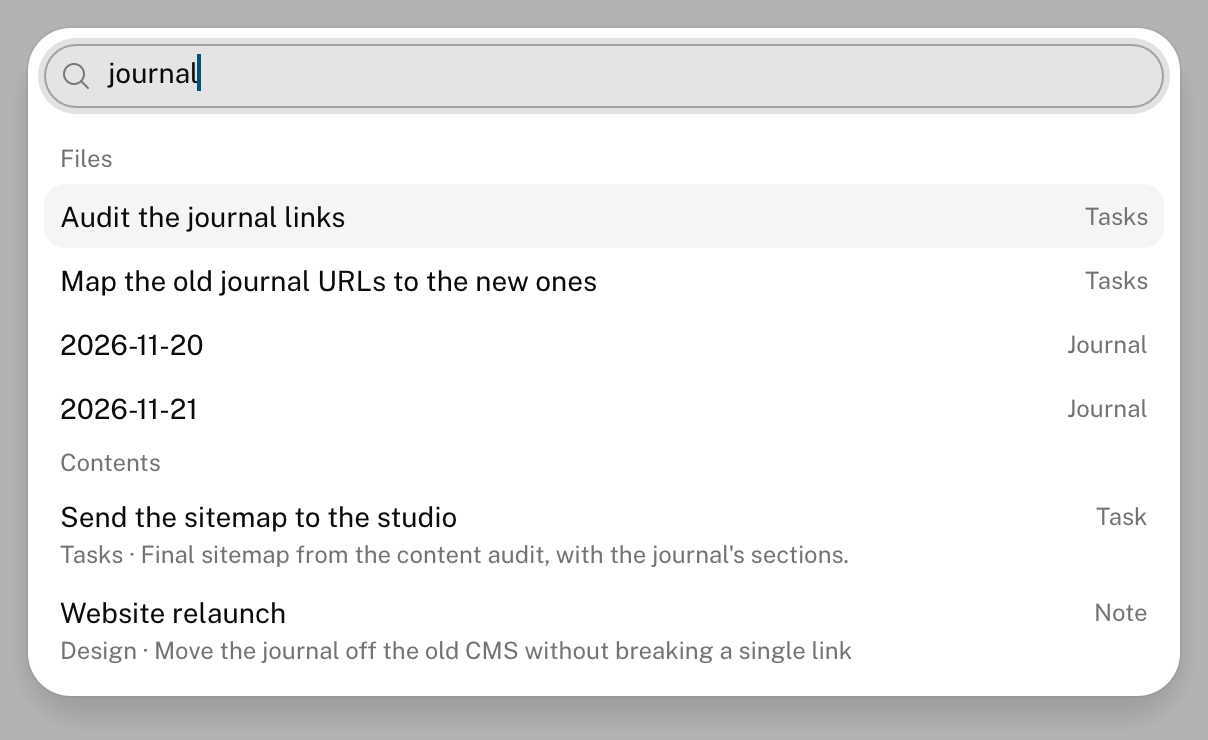 journal
Files
Audit the journal links Tasks
Map the old journal URLs to the new ones Tasks
2026-11-20 Journal
2026-11-21 Journal
Contents
Send the sitemap to the studio Task
Tasks · Final sitemap from the content audit, with the journal's sections.
Website relaunch Note
Design · Move the journal off the old CMS without breaking a single link